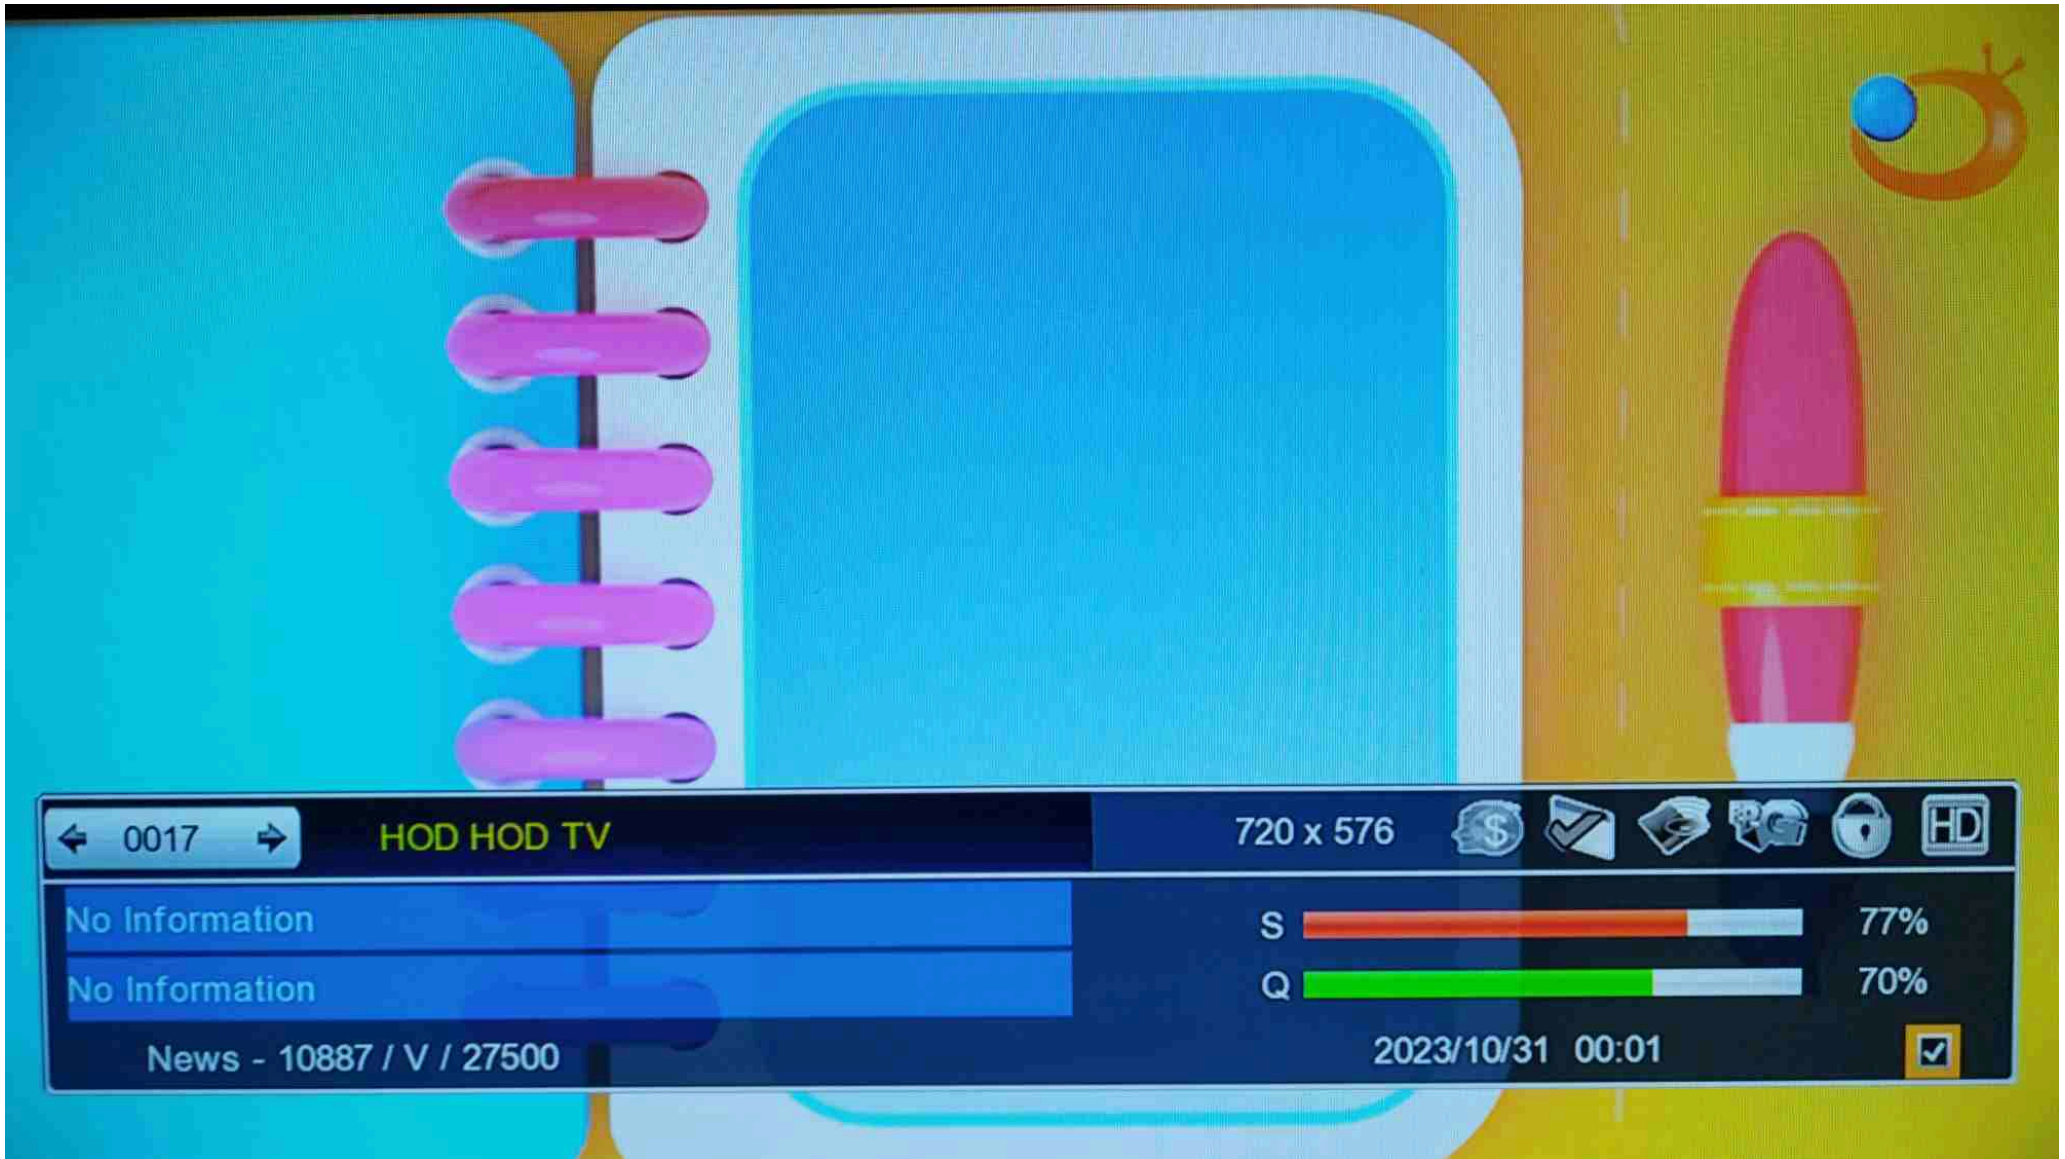 0017 HOD HOD TV 720 x 576 $ G G HD
No Information S 77%
No Information Q 70%
News - 10887 / V / 27500 2023/10/31 00:01